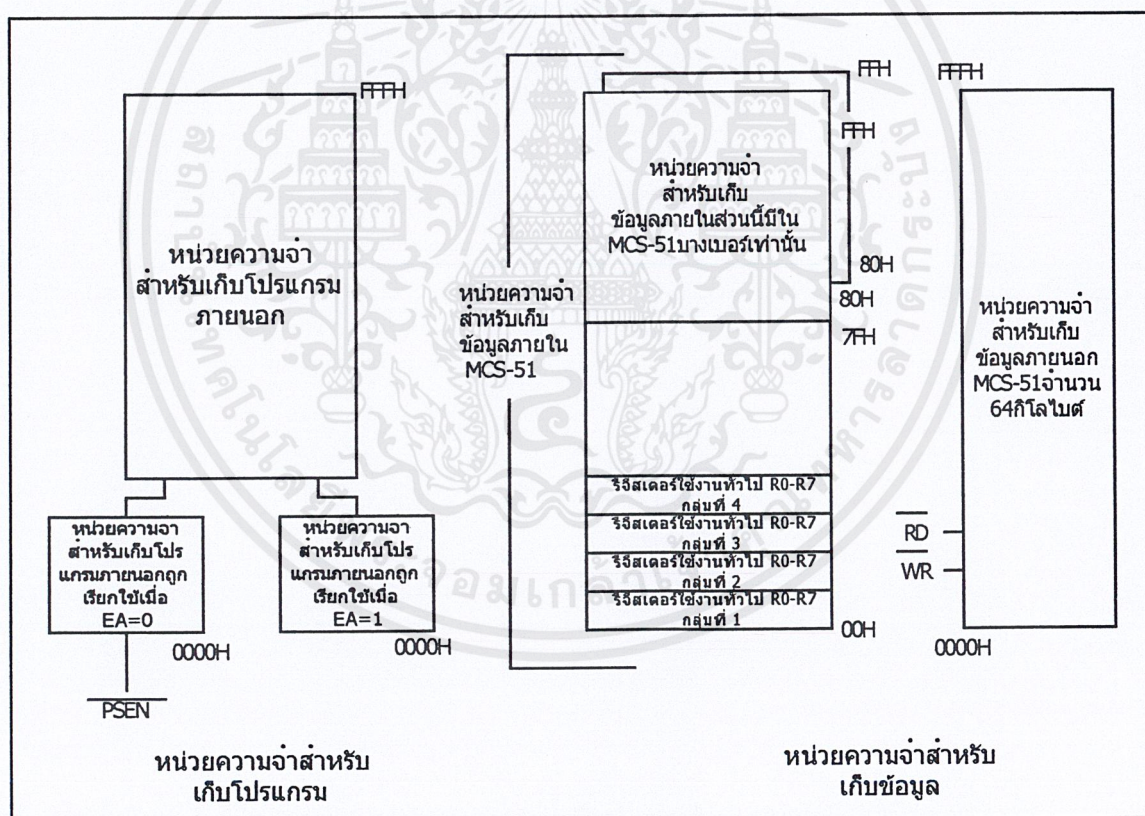 FFFFH
หน่วยความจำ
สำหรับเก็บโปรแกรม
ภายนอก
หน่วยความจำ
สำหรับเก็บโปร
แกรมภายนอกถูก
เรียกใช้เมื่อ
EA=0
0000H
PSEN
หน่วยความจำ
สำหรับเก็บโปร
แกรมภายนอกถูก
เรียกใช้เมื่อ
EA=1
0000H
หน่วยความจำสำหรับ
เก็บโปรแกรม
หน่วยความจำ
สำหรับเก็บ
ข้อมูลภายใน
MCS-51
FFH
FFH
หน่วยความจำ
สำหรับเก็บ
ข้อมูลภายในส่วนนี้มีใน
MCS-51บางเบอร์เท่านั้น
80H
80H
7FH
ริจิสเตอร์ใช้งานทั่วไป R0-R7
กลุ่มที่ 4
ริจิสเตอร์ใช้งานทั่วไป R0-R7
กลุ่มที่ 3
ริจิสเตอร์ใช้งานทั่วไป R0-R7
กลุ่มที่ 2
ริจิสเตอร์ใช้งานทั่วไป R0-R7
กลุ่มที่ 1
00H
FFFFH
หน่วยความจำ
สำหรับเก็บ
ข้อมูลภายนอก
MCS-51จำนวน
64กิโลไบต์
RD
WR
0000H
หน่วยความจำสำหรับ
เก็บข้อมูล